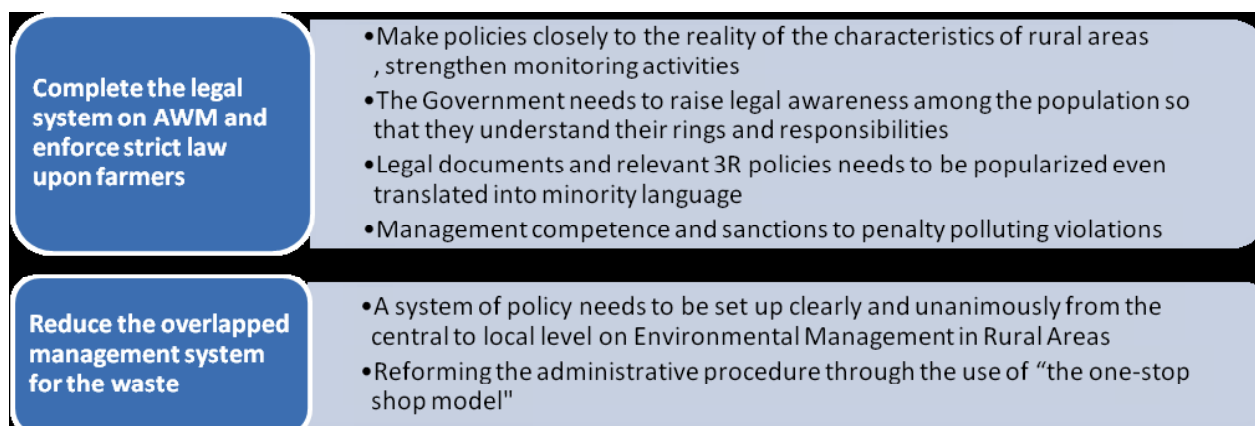 Complete the legal
system on AWM and
enforce strict law
upon farmers
•Make policies closely to the reality of the characteristics of rural areas
, strengthen monitoring activities
•The Government needs to raise legal awareness among the population so
that they understand their rings and responsibilities
•Legal documents and relevant 3R policies needs to be popularized even
translated into minority language
•Management competence and sanctions to penalty polluting violations
Reduce the overlapped
management system
for the waste
•A system of policy needs to be set up clearly and unanimously from the
central to local level on Environmental Management in Rural Areas
•Reforming the administrative procedure through the use of “the one-stop
shop model"